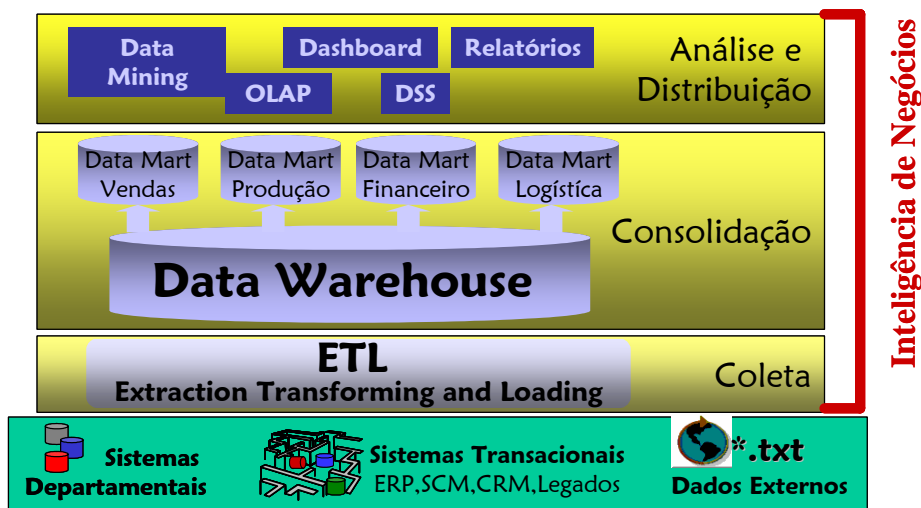 Data
Mining
Dashboard
Relatórios
OLAP
DSS
Análise e
Distribuição
Data Mart
Vendas
Data Mart
Produção
Data Mart
Financeiro
Data Mart
Logístíca
Consolidação
Data Warehouse
ETL
Extraction Transforming and Loading
Coleta
Inteligência de Negócios
Sistemas
Departamentais
Sistemas Transacionais
ERP,SCM,CRM,Legados
*.txt
Dados Externos